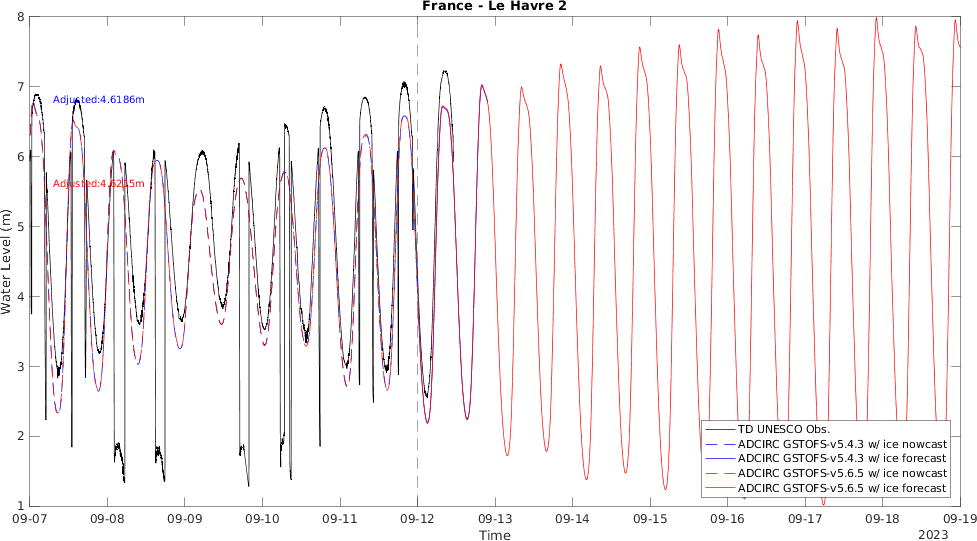 France - Le Havre 2
8
7
6
5
4
3
2
1
Water Level (m)
Adjusted:4.6186m
Adjusted:4.6215m
TD UNESCO Obs.
ADCIRC GSTOFS-v5.4.3 w/ ice nowcast
ADCIRC GSTOFS-v5.4.3 w/ ice forecast
ADCIRC GSTOFS-v5.6.5 w/ ice nowcast
ADCIRC GSTOFS-v5.6.5 w/ ice forecast
09-07 09-08 09-09 09-10 09-11 09-12 09-13 09-14 09-15 09-16 09-17 09-18 09-19
Time
2023